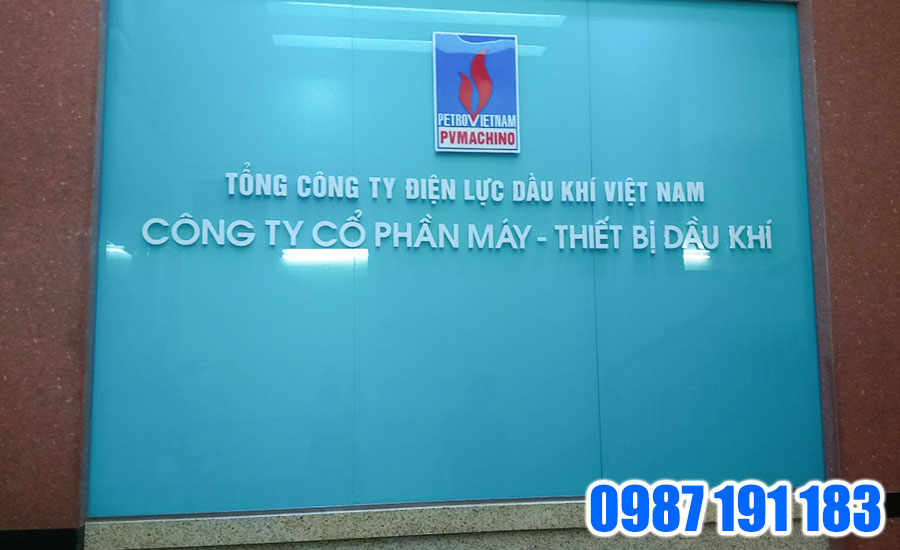 PETROVIETNAM
PVMACHINO
TỔNG CÔNG TY ĐIỆN LỰC DẦU KHÍ VIỆT NAM
CÔNG TY CỔ PHẦN MÁY - THIẾT BỊ DẦU KHÍ
0987 191 183